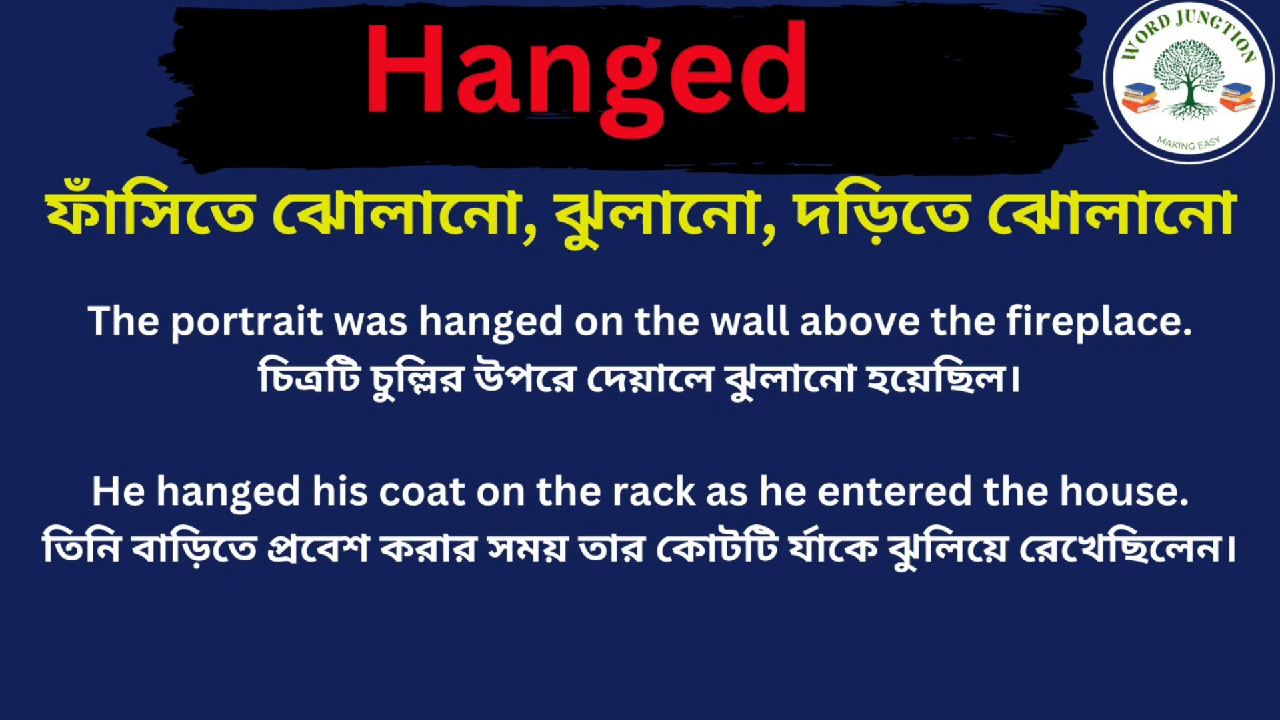 Hanged
WORD JUNGTION
MAKING EASY
ফাঁসিতে ঝোলানো, ঝুলানো, দড়িতে ঝোলানো
The portrait was hanged on the wall above the fireplace.
চিত্রটি চুল্লির উপরে দেয়ালে ঝুলানো হয়েছিল।
He hanged his coat on the rack as he entered the house.
তিনি বাড়িতে প্রবেশ করার সময় তার কোটটি র্যাকে ঝুলিয়ে রেখেছিলেন।